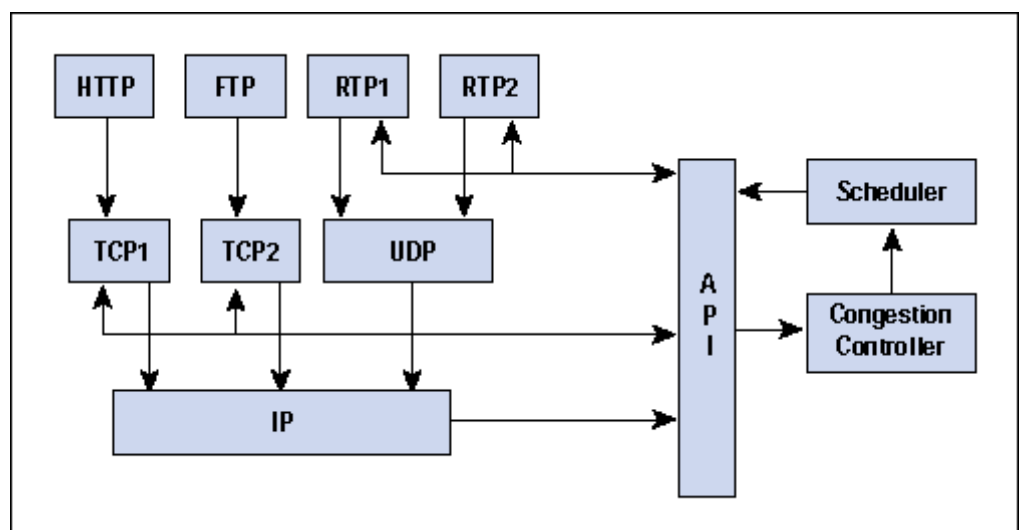 HTTP
FTP
RTP1
RTP2
Scheduler
TCP1
TCP2
UDP
A
P
I
Congestion
Controller
IP